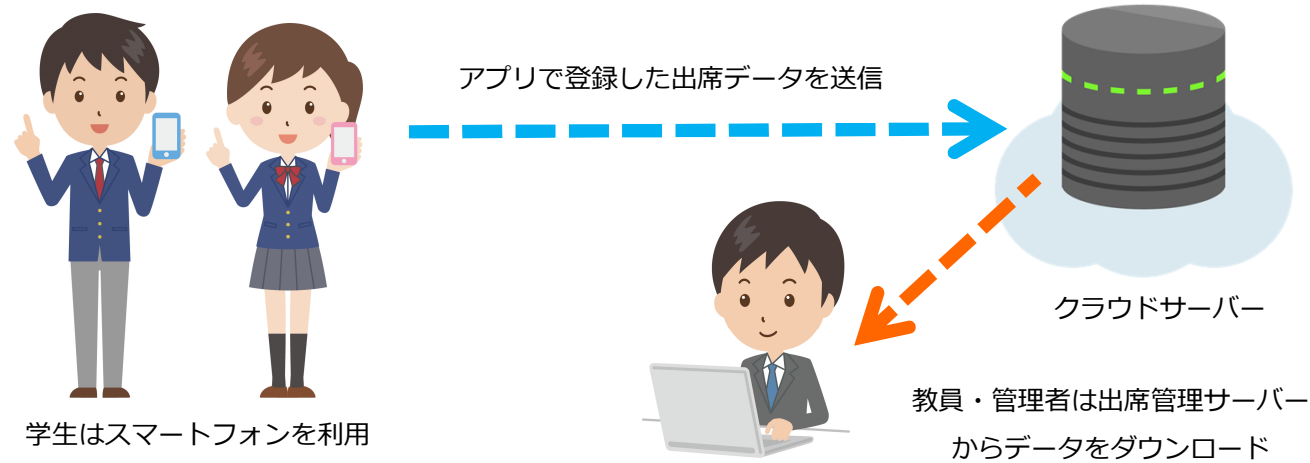 アプリで登録した出席データを送信
クラウドサーバー
教員・管理者は出席管理サーバー
からデータをダウンロード
学生はスマートフォンを利用